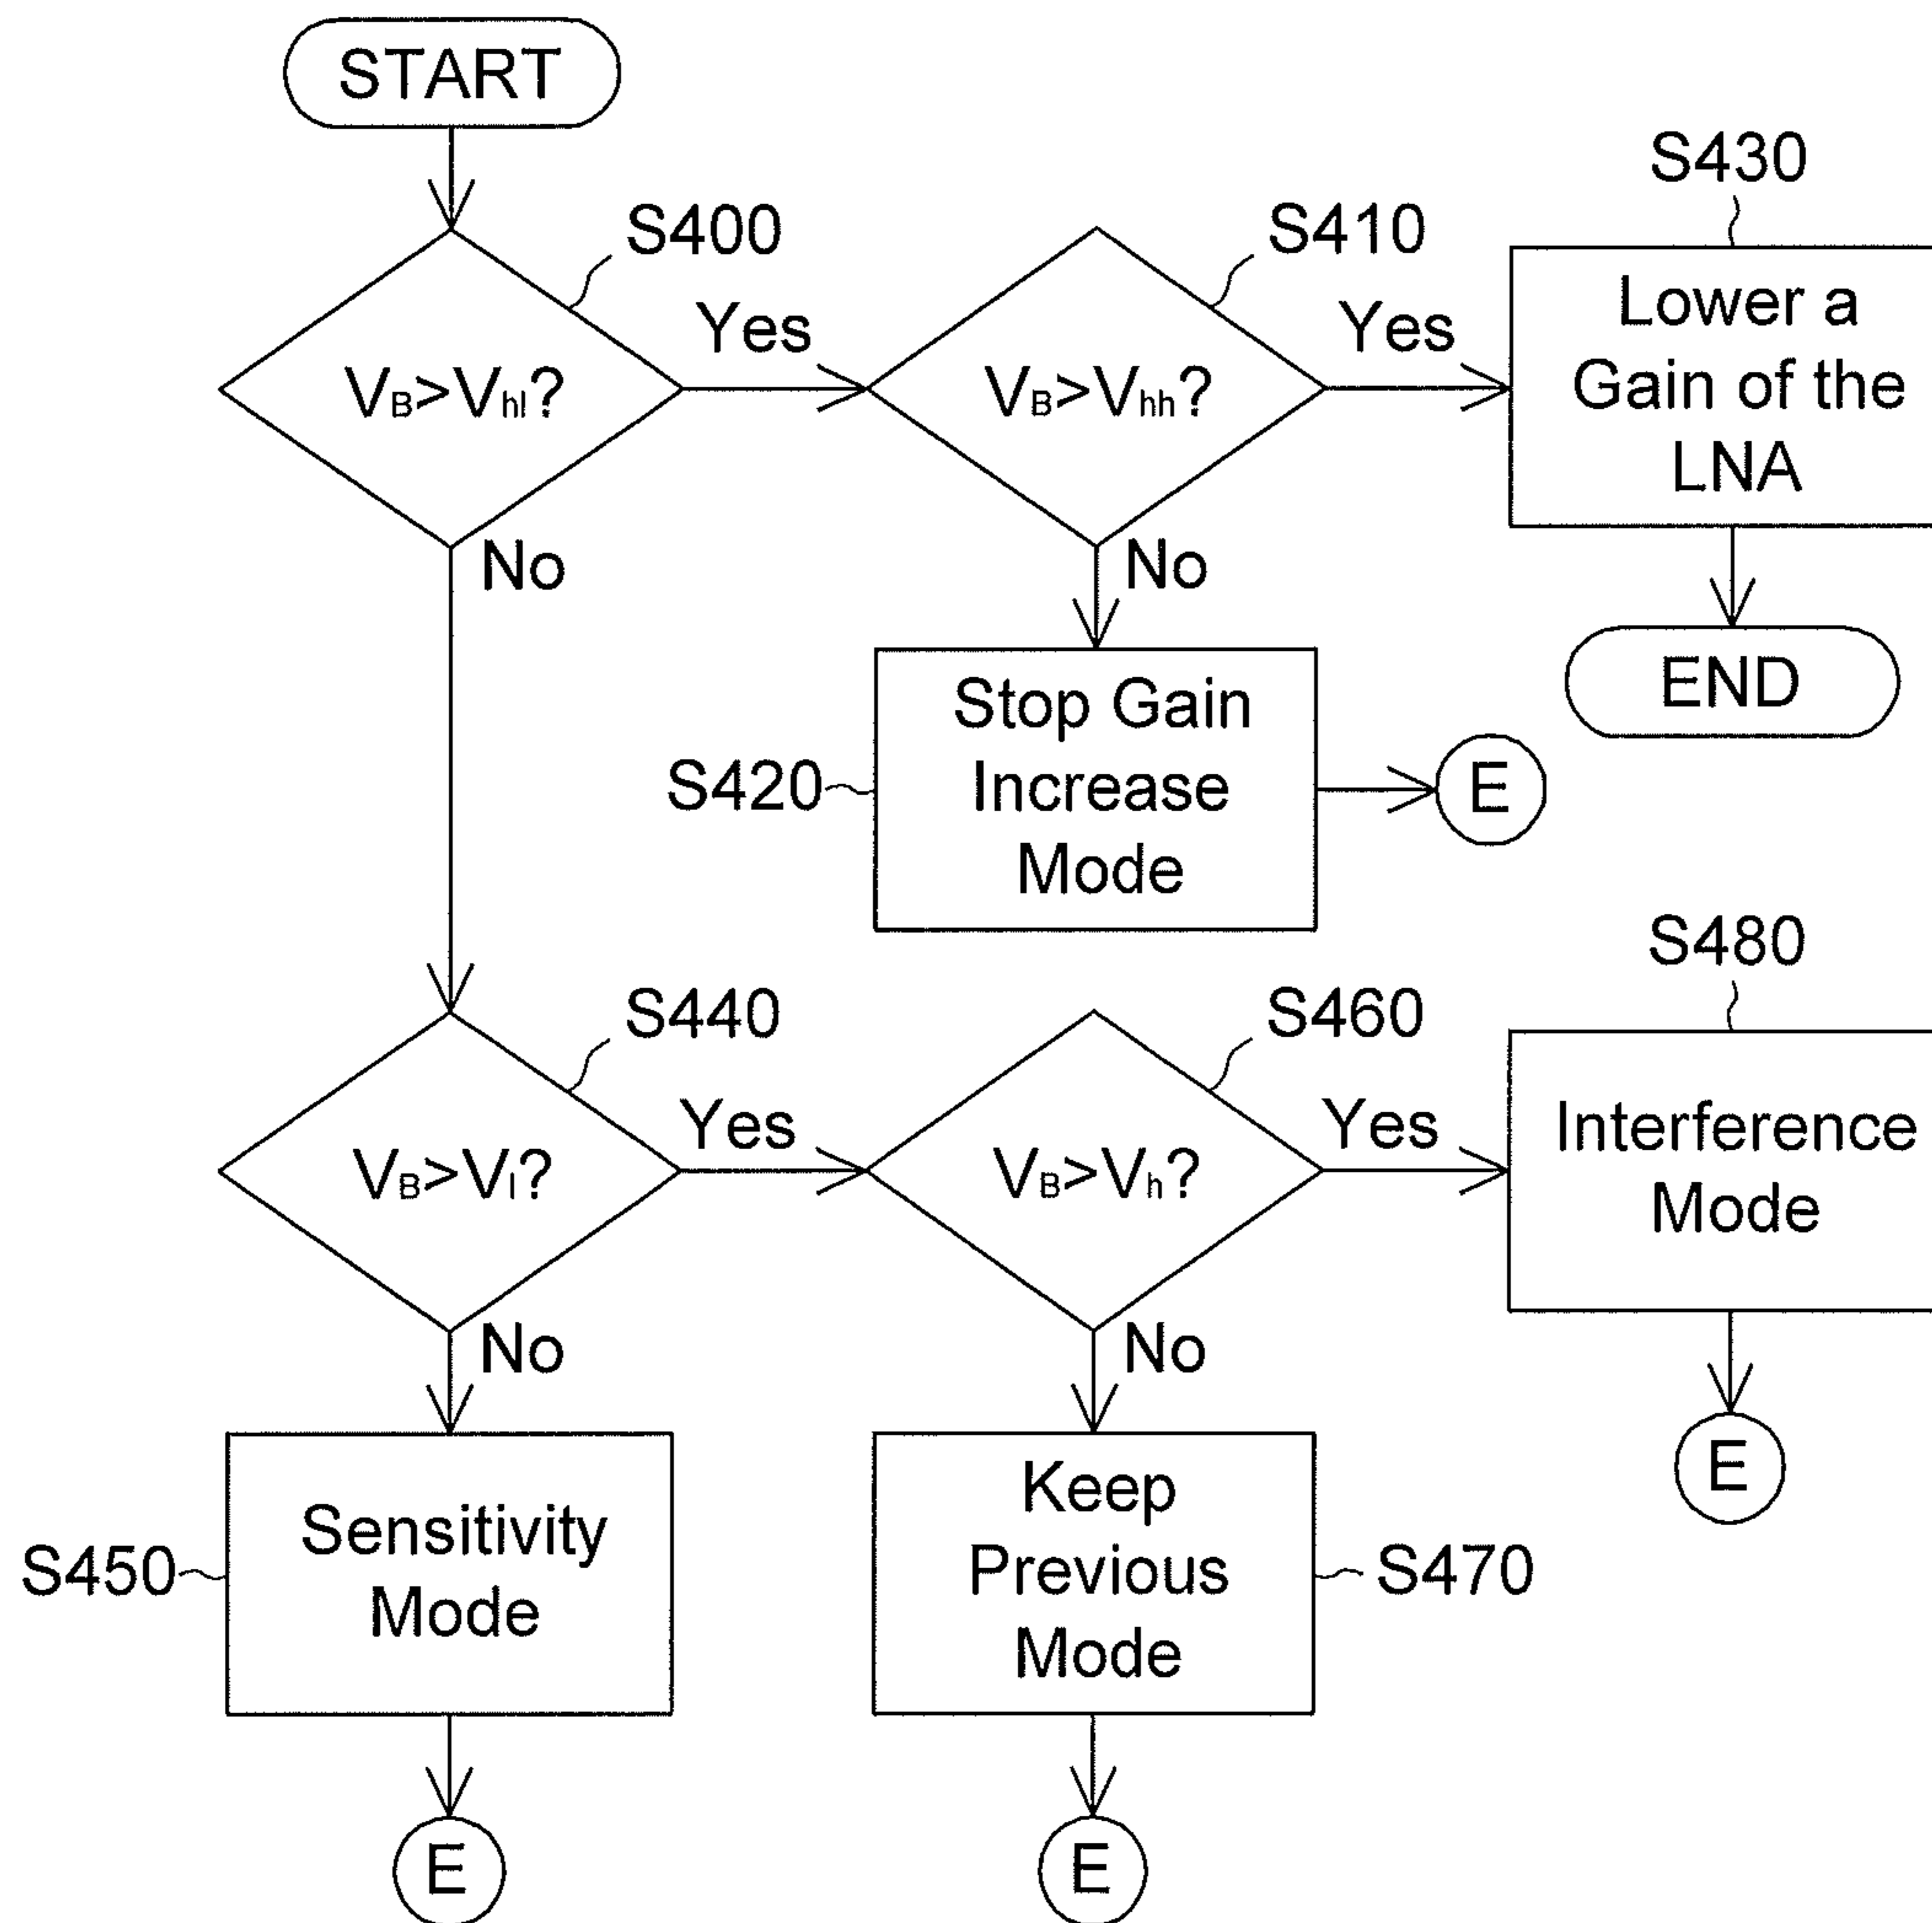 START
S400
Yes
VB>Vhl?
No
S410
Yes
VB>Vhh?
No
S430
Lower a
Gain of the
LNA
END
S420
Stop Gain
Increase
Mode
E
S440
Yes
VB>Vl?
No
S460
Yes
VB>Vh?
No
S480
Interference
Mode
E
S450
Sensitivity
Mode
E
Keep
Previous
Mode
S470
E